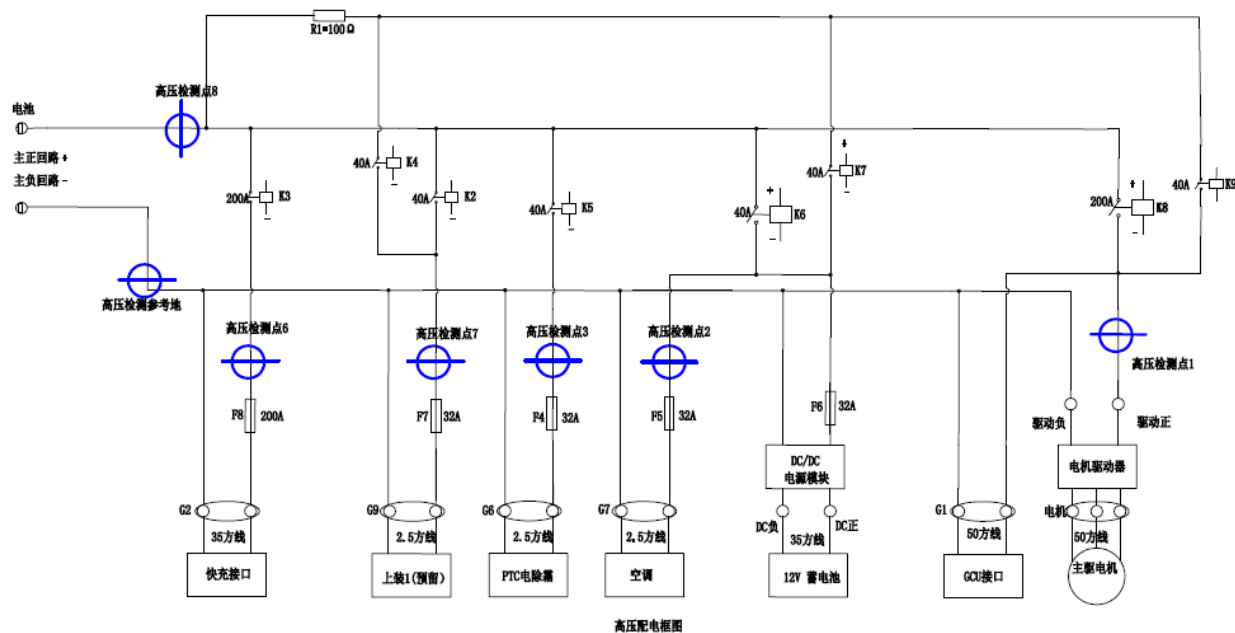 R1=100Ω
高压检测点8
电池
主正回路 +
主负回路 -
40A K4
+
40A K7
-
200A K3
-
40A K2
-
40A K5
-
+
40A K6
-
+
200A K8
-
40A K9
-
高压检测参考地
高压检测点6
高压检测点7
高压检测点3
高压检测点2
高压检测点1
F8 200A
F7 32A
F4 32A
F5 32A
F6 32A
驱动负
驱动正
DC/DC
电源模块
电机驱动器
G2
G9
G6
G7
DC负
DC正
G1
电机
35方线
2.5方线
2.5方线
2.5方线
35方线
50方线
50方线
快充接口
上装1(预留)
PTC电除霜
空调
12V 蓄电池
GCU接口
主驱电机
高压配电框图